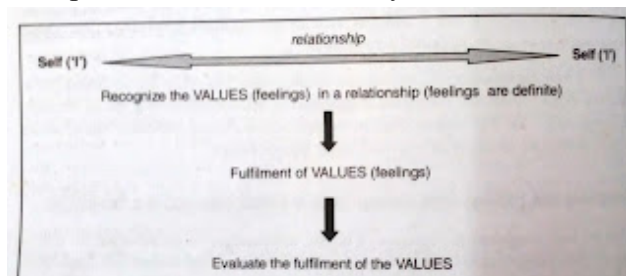 relationship
Self ('I') Self ('I')
Recognize the VALUES (feelings) in a relationship (feelings are definite)
Fulfilment of VALUES (feelings)
Evaluate the fulfilment of the VALUES